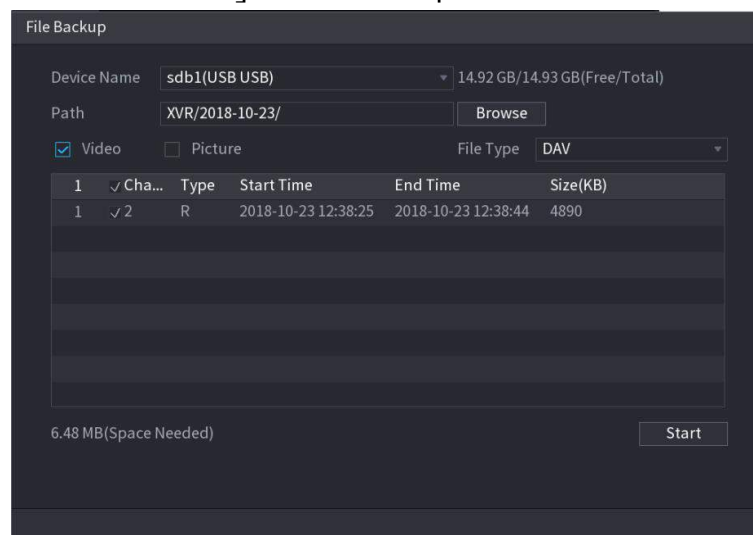 File Backup
Device Name sdb1(USB USB) 14.92 GB/14.93 GB(Free/Total)
Path XVR/2018-10-23/ Browse
Video Picture File Type DAV
1 Cha... Type Start Time End Time Size(KB)
1 2 R 2018-10-23 12:38:25 2018-10-23 12:38:44 4890
6.48 MB(Space Needed) Start